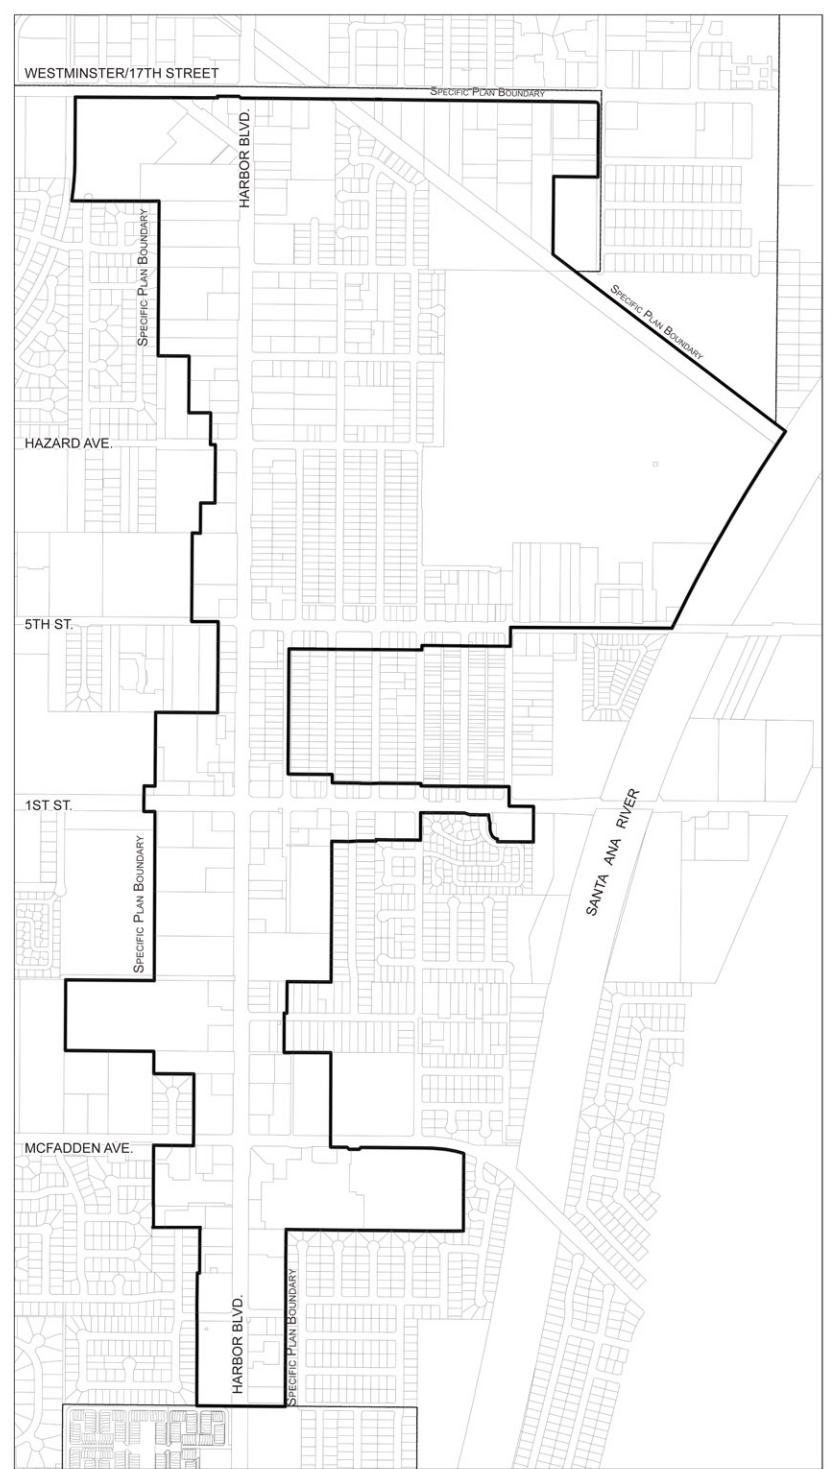 WESTMINSTER/17TH STREET
SPECIFIC PLAN BOUNDARY
HARBOR BLVD.
SPECIFIC PLAN BOUNDARY
SPECIFIC PLAN BOUNDARY
HAZARD AVE.
5TH ST.
1ST ST.
SANTA ANA RIVER
SPECIFIC PLAN BOUNDARY
MCFADDEN AVE.
HARBOR BLVD.
SPECIFIC PLAN BOUNDARY